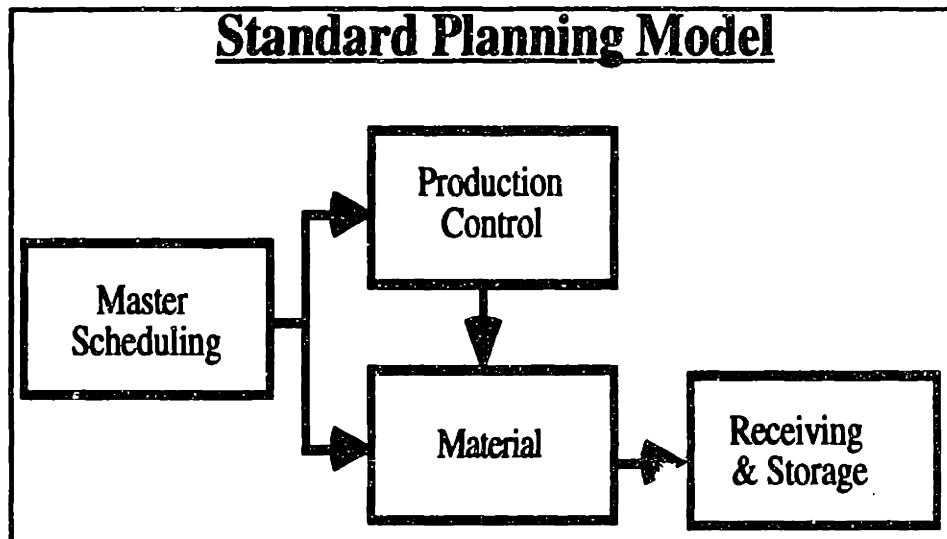 Standard Planning Model
Production
Control
Master
Scheduling
Material
Receiving
& Storage